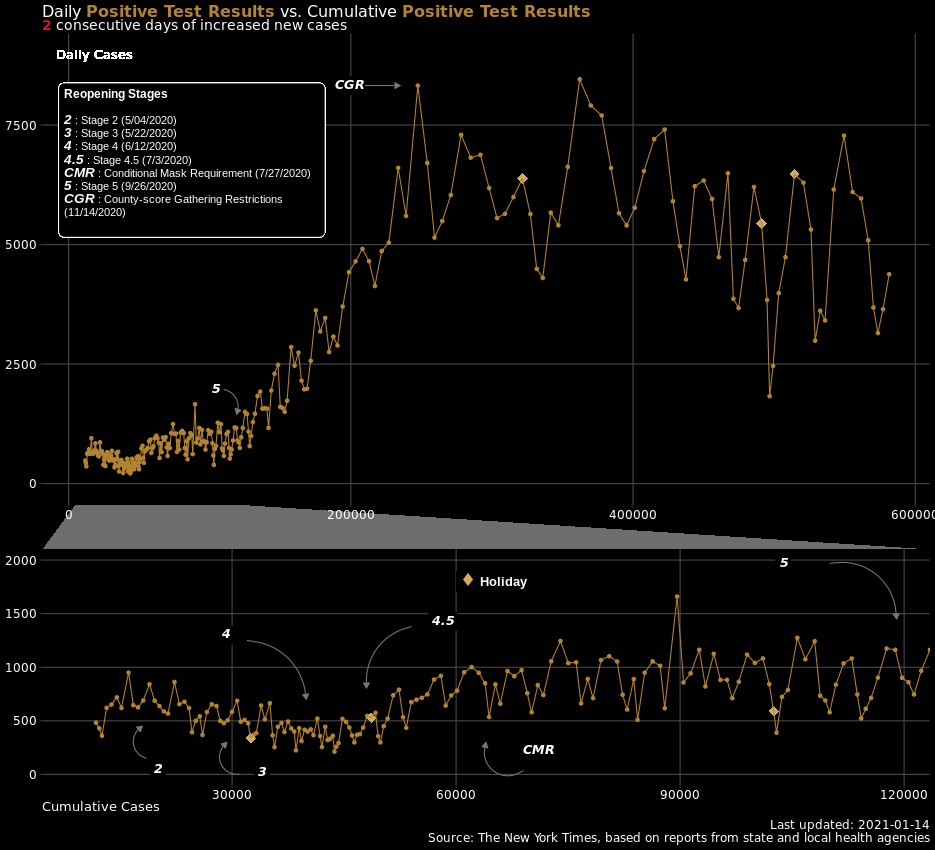 Daily Positive Test Results vs. Cumulative Positive Test Results
2 consecutive days of increased new cases
Daily Cases
CGR
Reopening Stages
2 : Stage 2 (5/04/2020)
3 : Stage 3 (5/22/2020)
4 : Stage 4 (6/12/2020)
4.5 : Stage 4.5 (7/3/2020)
CMR : Conditional Mask Requirement (7/27/2020)
5 : Stage 5 (9/26/2020)
CGR : County-score Gathering Restrictions
(11/14/2020)
7500
5000
2500
0
5
0 200000 400000 600000
2000
1500
1000
500
0
Holiday
5
4
4.5
2
3
CMR
30000 60000 90000 120000
Cumulative Cases
Last updated: 2021-01-14
Source: The New York Times, based on reports from state and local health agencies